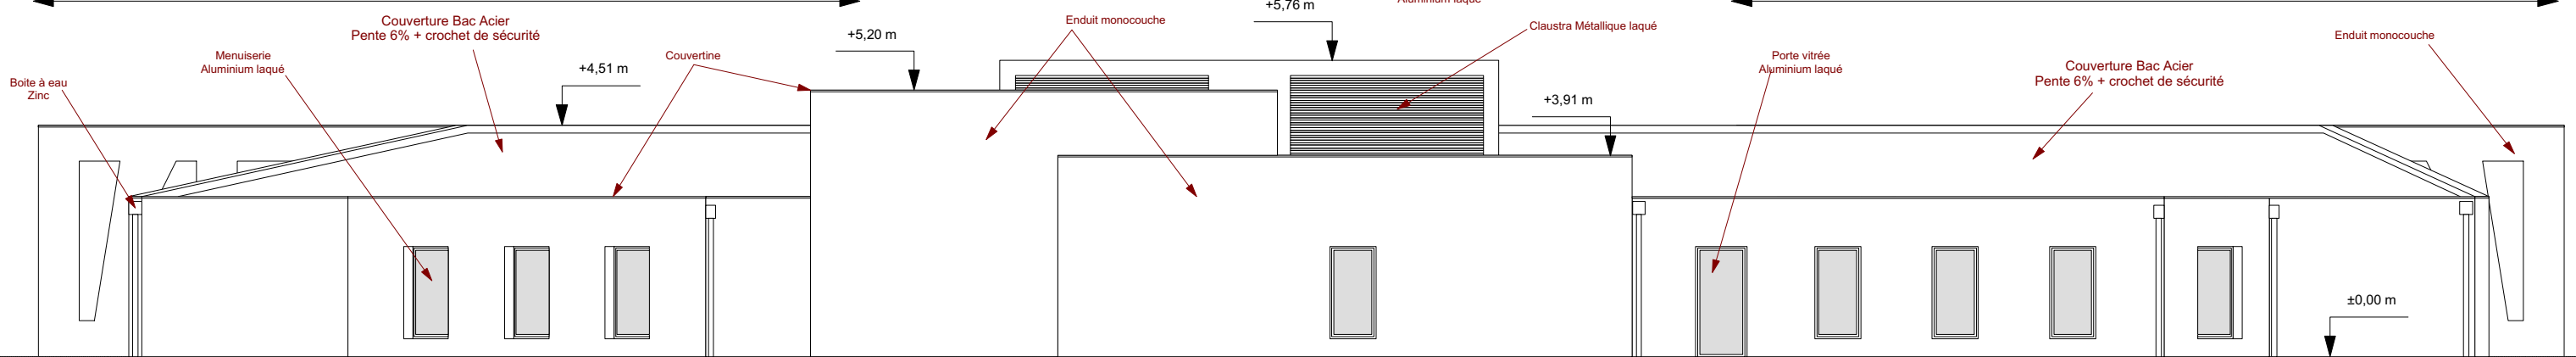 Boite à eau
Zinc
Menuiserie
Aluminium laqué
Couverture Bac Acier
Pente 6% + crochet de sécurité
+4,51 m
Couvertine
+5,20 m
Enduit monocouche
+5,76 m
Aluminium laqué
Claustra Métallique laqué
+3,91 m
Porte vitrée
Aluminium laqué
Couverture Bac Acier
Pente 6% + crochet de sécurité
Enduit monocouche
±0,00 m